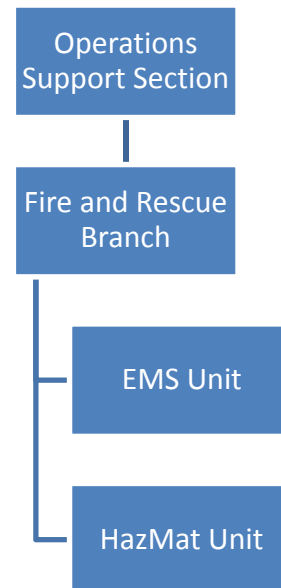 Operations
Support Section
Fire and Rescue
Branch
EMS Unit
HazMat Unit